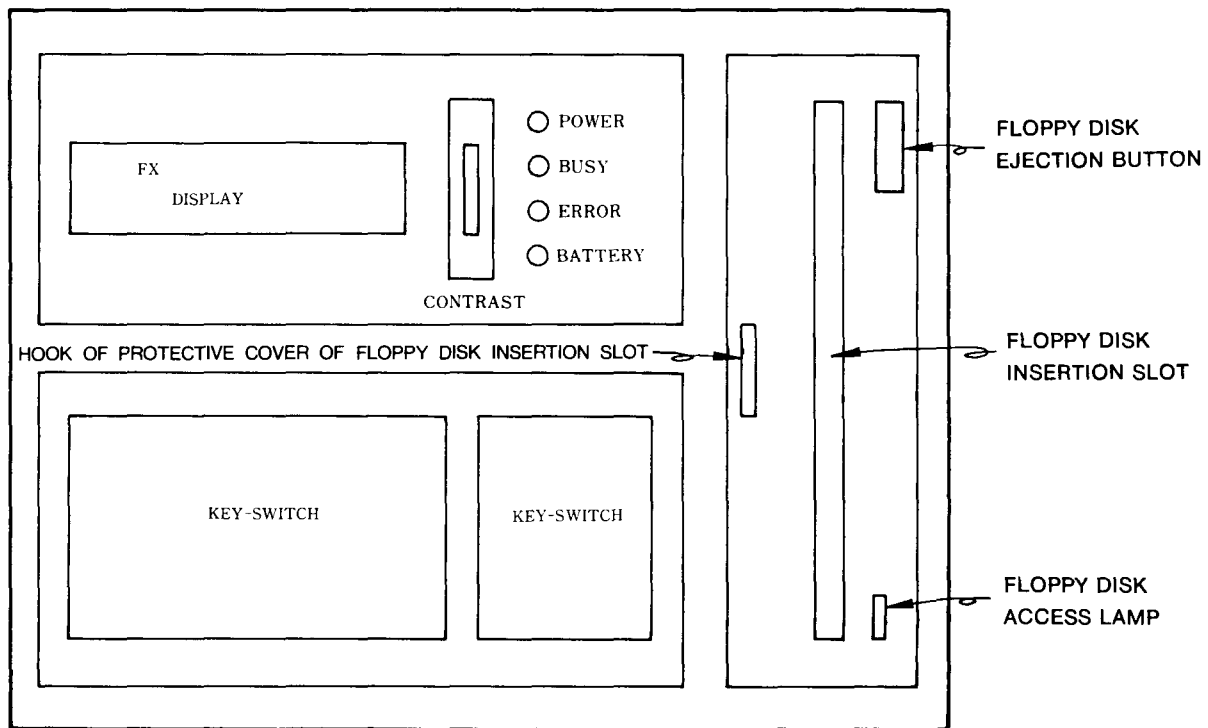 FX
DISPLAY
POWER
BUSY
ERROR
BATTERY
CONTRAST
FLOPPY DISK
EJECTION BUTTON
HOOK OF PROTECTIVE COVER OF FLOPPY DISK INSERTION SLOT
FLOPPY DISK
INSERTION SLOT
KEY-SWITCH
KEY-SWITCH
FLOPPY DISK
ACCESS LAMP